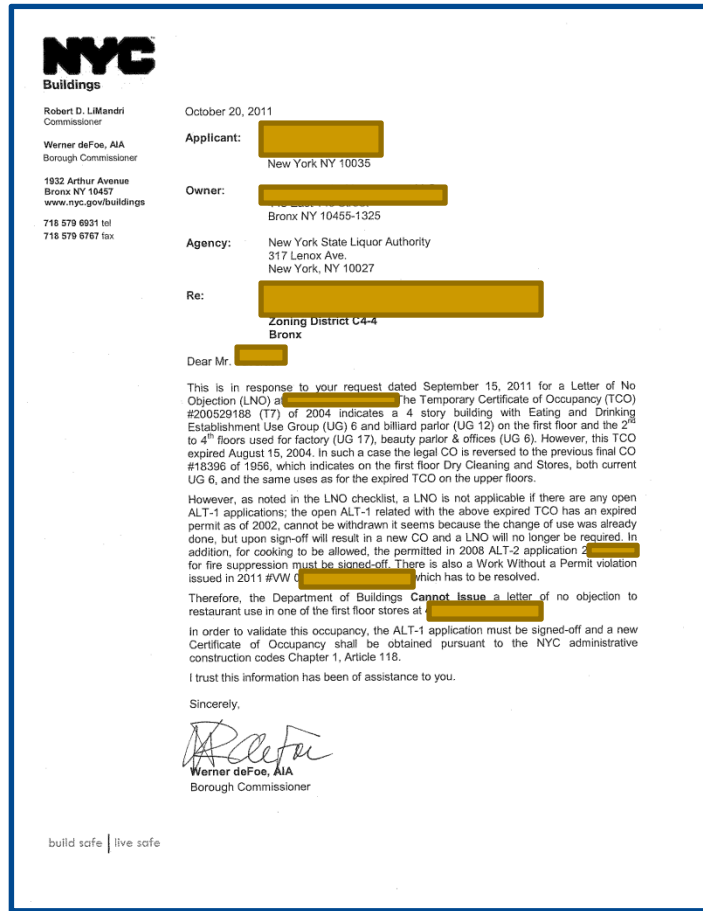 NYC
Buildings
Robert D. LiMandri
Commissioner
Werner deFoe, AIA
Borough Commissioner
1932 Arthur Avenue
Bronx NY 10457
www.nyc.gov/buildings
718 579 6931 tel
718 579 6767 fax
October 20, 2011
Applicant:
New York NY 10035
Owner:
Bronx NY 10455-1325
Agency: New York State Liquor Authority
317 Lenox Ave.
New York, NY 10027
Re:
Zoning District C4-4
Bronx
Dear Mr.
This is in response to your request dated September 15, 2011 for a Letter of No
Objection (LNO) at The Temporary Certificate of Occupancy (TCO)
#200529188 (T7) of 2004 indicates a 4 story building with Eating and Drinking
Establishment Use Group (UG) 6 and billiard parlor (UG 12) on the first floor and the 2nd
to 4th floors used for factory (UG 17), beauty parlor & offices (UG 6). However, this TCO
expired August 15, 2004. In such a case the legal CO is reversed to the previous final CO
#18396 of 1956, which indicates on the first floor Dry Cleaning and Stores, both current
UG 6, and the same uses as for the expired TCO on the upper floors.
However, as noted in the LNO checklist, a LNO is not applicable if there are any open
ALT-1 applications; the open ALT-1 related with the above expired TCO has an expired
permit as of 2002, cannot be withdrawn it seems because the change of use was already
done, but upon sign-off will result in a new CO and a LNO will no longer be required. In
addition, for cooking to be allowed, the permitted in 2008 ALT-2 application 2
for fire suppression must be signed-off. There is also a Work Without a Permit violation
issued in 2011 #VW 0 which has to be resolved.
Therefore, the Department of Buildings Cannot Issue a letter of no objection to
restaurant use in one of the first floor stores at
In order to validate this occupancy, the ALT-1 application must be signed-off and a new
Certificate of Occupancy shall be obtained pursuant to the NYC administrative
construction codes Chapter 1, Article 118.
I trust this information has been of assistance to you.
Sincerely,
Werner deFoe, AIA
Borough Commissioner
build safe | live safe